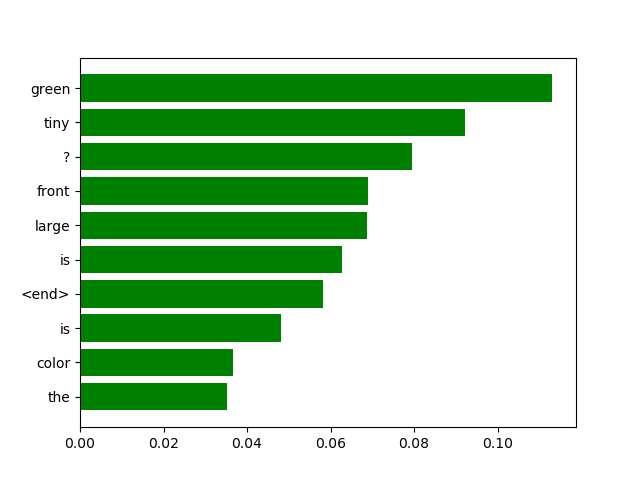 green
tiny
?
front
large
is
<end>
is
color
the
0.00 0.02 0.04 0.06 0.08 0.10